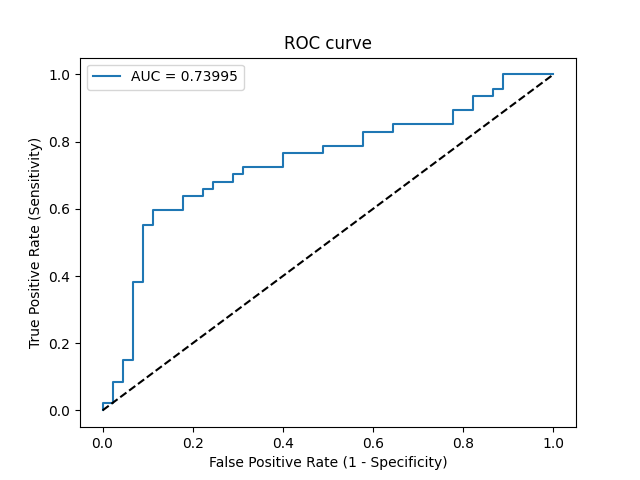 ROC curve
AUC = 0.73995
True Positive Rate (Sensitivity)
1.0
0.8
0.6
0.4
0.2
0.0
0.0 0.2 0.4 0.6 0.8 1.0
False Positive Rate (1 - Specificity)